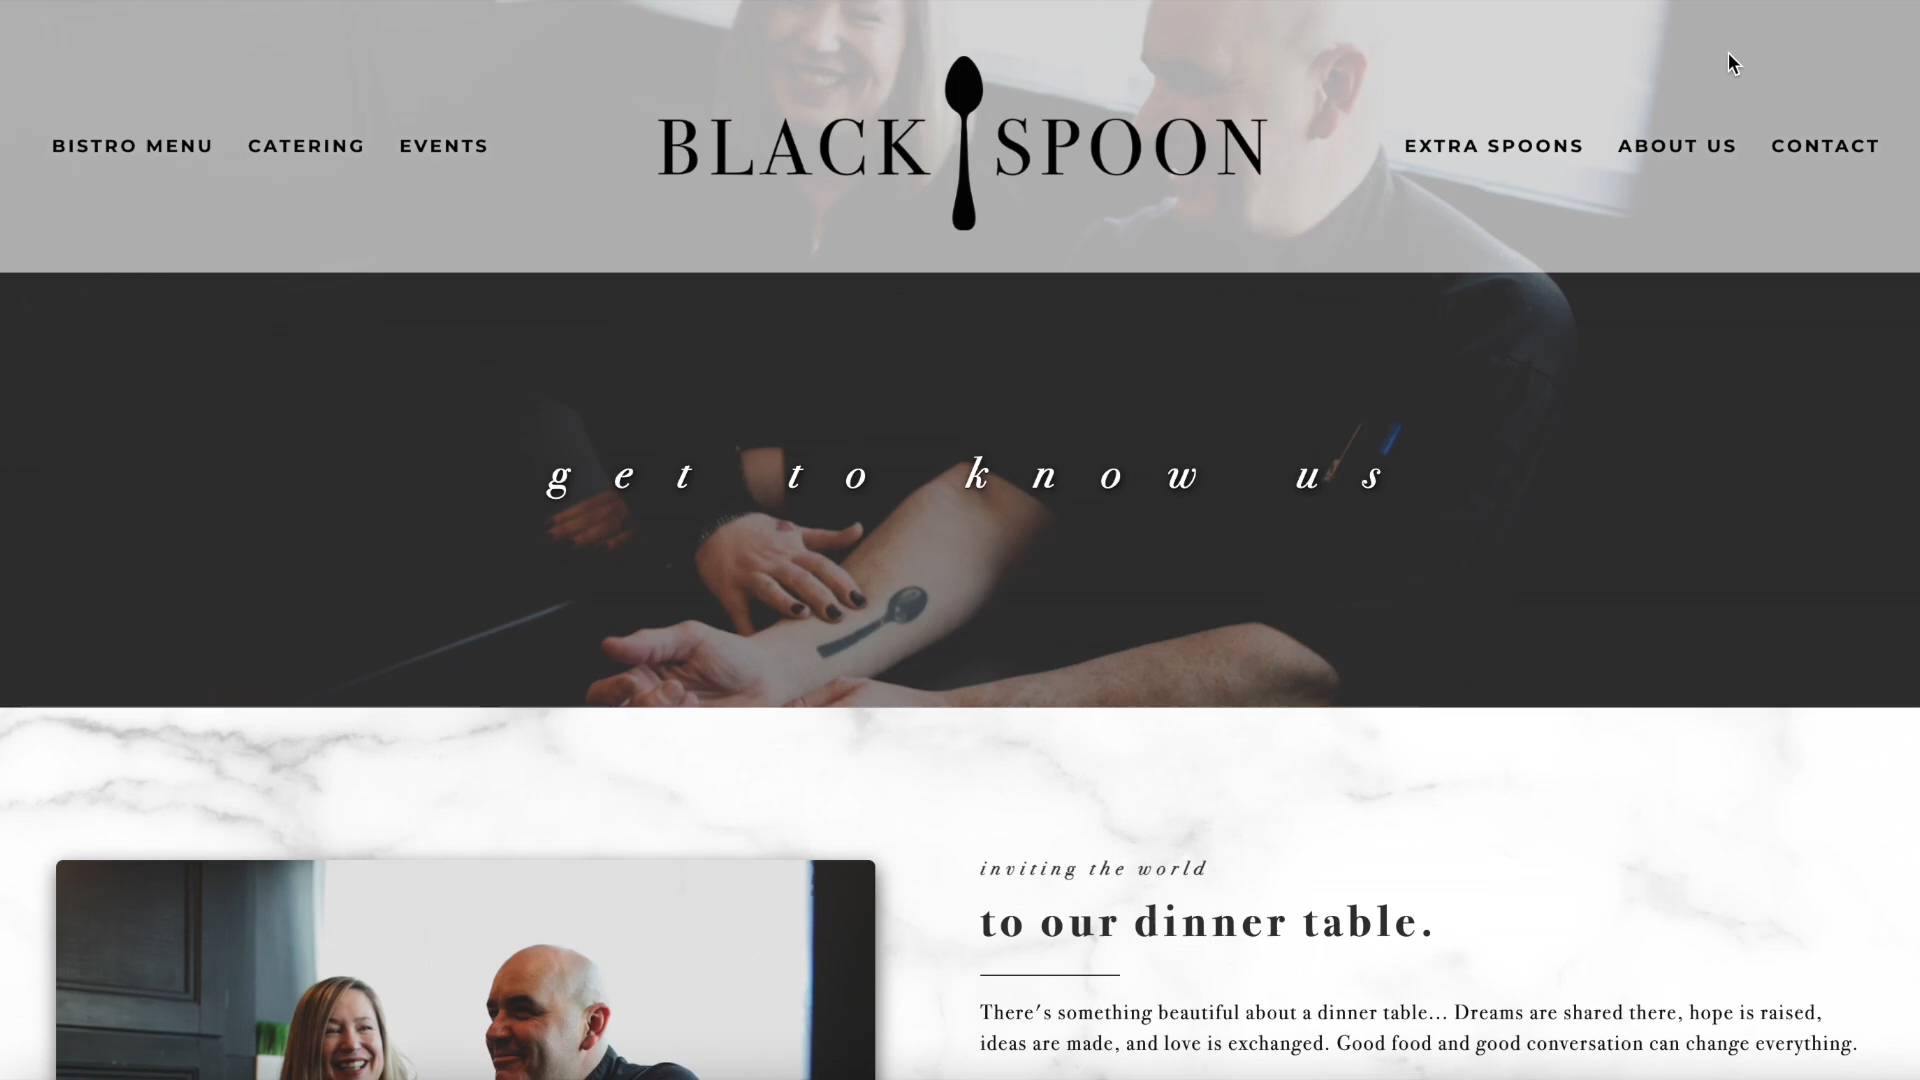 BISTRO MENU CATERING EVENTS BLACK SPOON EXTRA SPOONS ABOUT US CONTACT
get to know us
inviting the world
to our dinner table.
There's something beautiful about a dinner table... Dreams are shared there, hope is raised,
ideas are made, and love is exchanged. Good food and good conversation can change everything.